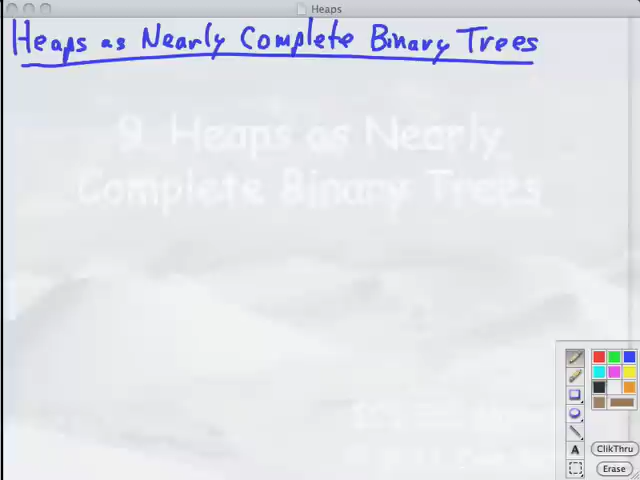 Heaps
Heaps as Nearly Complete Binary Trees
9. Heaps as Nearly
Complete Binary Trees
A
ClikThru
Erase